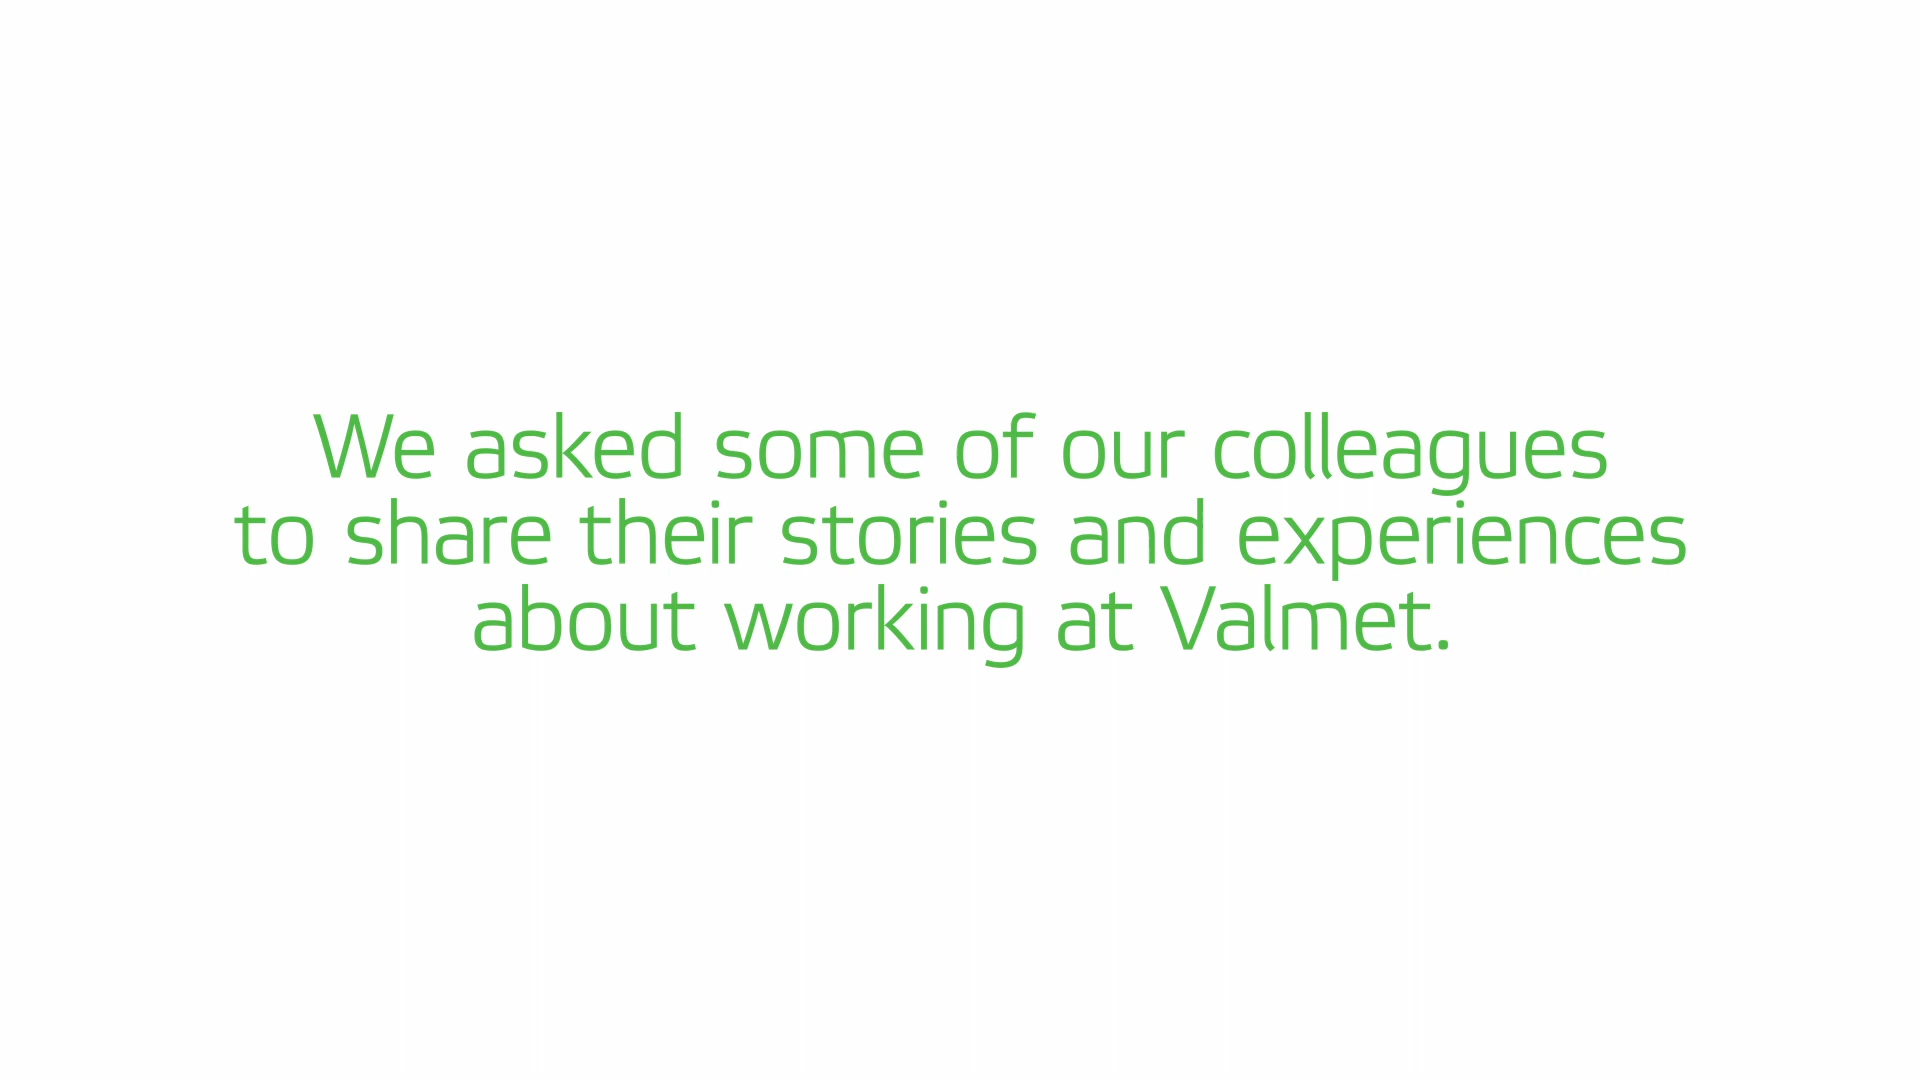 We asked some of our colleagues
to share their stories and experiences
about working at Valmet.